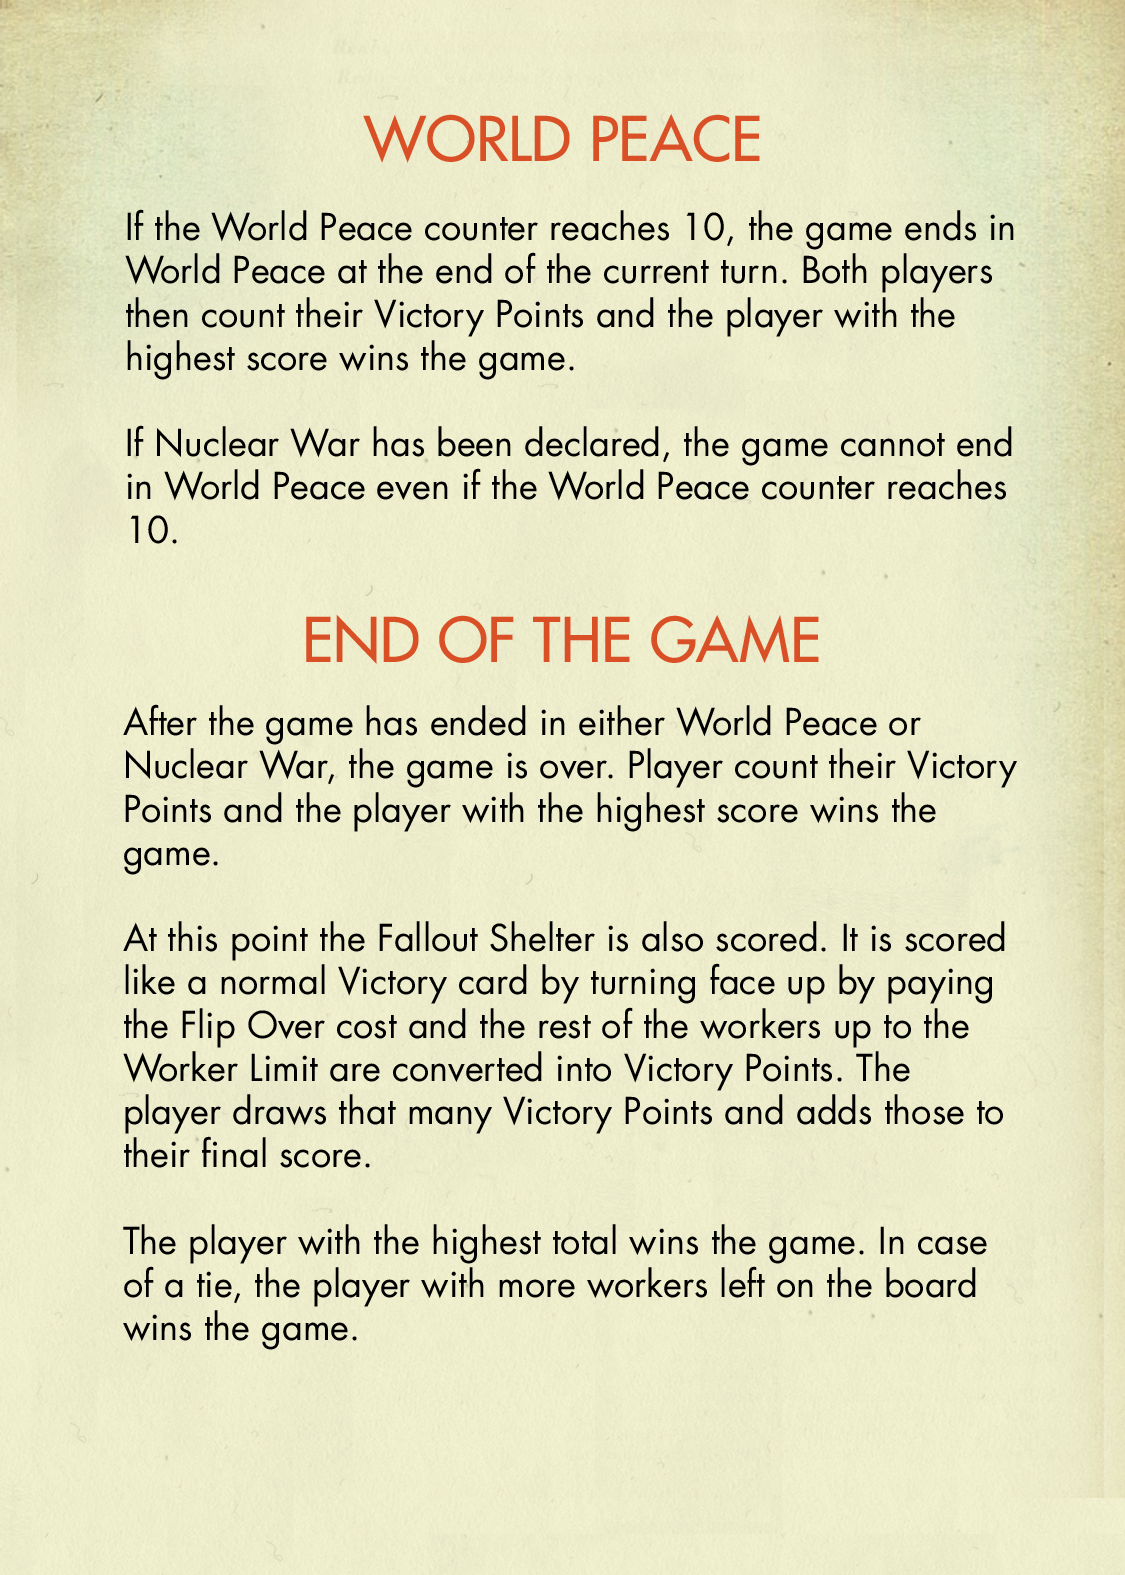 WORLD PEACE
If the World Peace counter reaches 10, the game ends in
World Peace at the end of the current turn. Both players
then count their Victory Points and the player with the
highest score wins the game.
If Nuclear War has been declared, the game cannot end
in World Peace even if the World Peace counter reaches
10.
END OF THE GAME
After the game has ended in either World Peace or
Nuclear War, the game is over. Player count their Victory
Points and the player with the highest score wins the
game.
At this point the Fallout Shelter is also scored. It is scored
like a normal Victory card by turning face up by paying
the Flip Over cost and the rest of the workers up to the
Worker Limit are converted into Victory Points. The
player draws that many Victory Points and adds those to
their final score.
The player with the highest total wins the game. In case
of a tie, the player with more workers left on the board
wins the game.